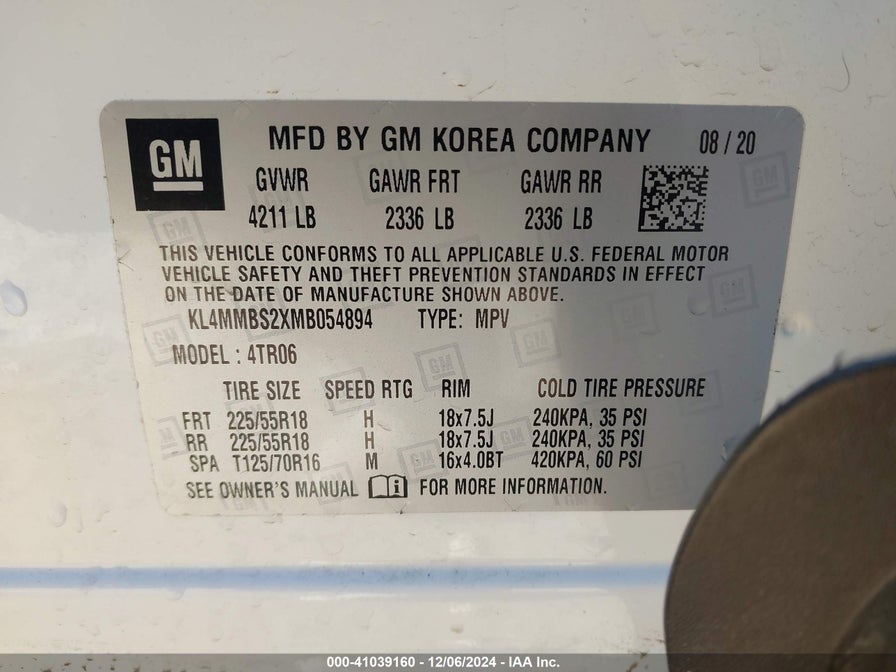 GM
MFD BY GM KOREA COMPANY 08 / 20
GVWR GAWR FRT GAWR RR
4211 LB 2336 LB 2336 LB
THIS VEHICLE CONFORMS TO ALL APPLICABLE U.S. FEDERAL MOTOR
VEHICLE SAFETY AND THEFT PREVENTION STANDARDS IN EFFECT
ON THE DATE OF MANUFACTURE SHOWN ABOVE.
KL4MMBS2XMB054894 TYPE: MPV
MODEL : 4TR06
TIRE SIZE SPEED RTG RIM COLD TIRE PRESSURE
FRT 225/55R18 H 18x7.5J 240KPA, 35 PSI
RR 225/55R18 H 18x7.5J 240KPA, 35 PSI
SPA T125/70R16 M 16x4.0BT 420KPA, 60 PSI
SEE OWNER'S MANUAL i FOR MORE INFORMATION.
000-41039160 - 12/06/2024 - IAA Inc.